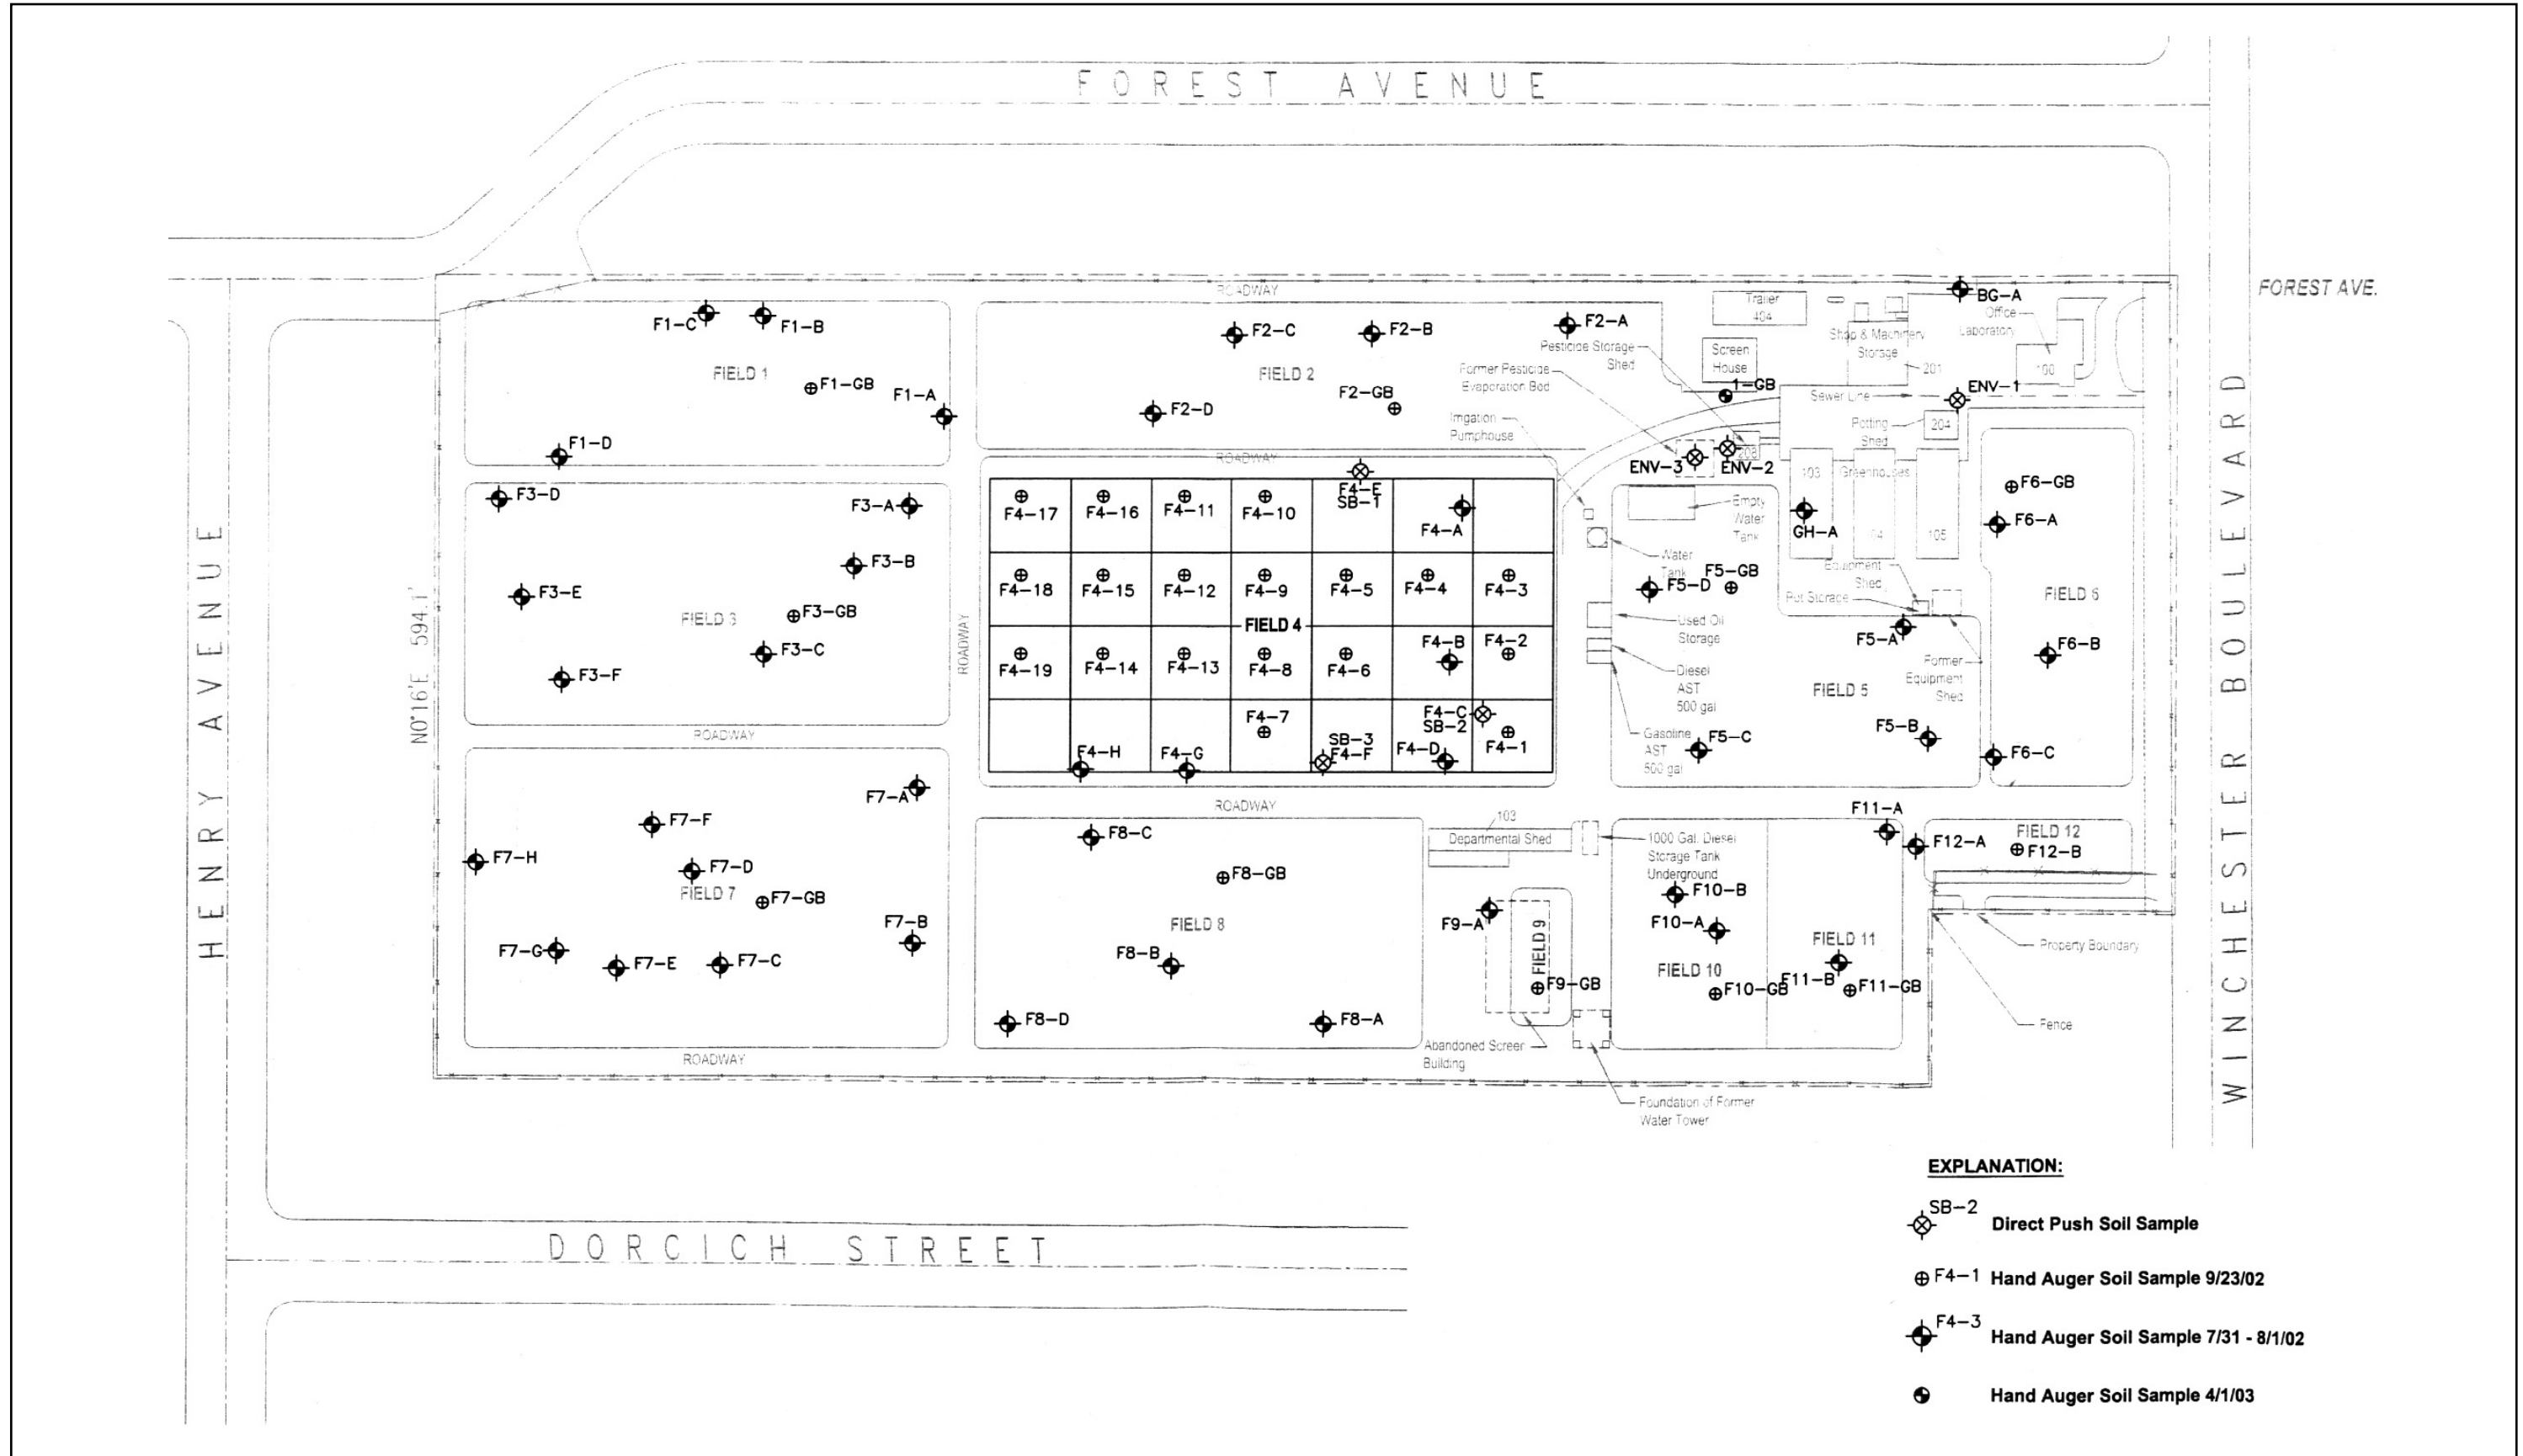 FOREST AVENUE
FOREST AVE.
HENRY AVENUE
WINCHESTER BOULEVARD
DORCICH STREET
N0°16'E 594.1'
ROADWAY
F1-C
F1-B
FIELD 1
F1-GB
F1-A
F1-D
F2-C
F2-B
F2-A
FIELD 2
F2-GB
F2-D
Pesticide Storage
Shed
Former Pesticide
Evaporation Bed
Irrigation
Pumphouse
Trailer
404
Screen
House
1-GB
Shop & Machinery
Storage
201
BG-A
Office
Laboratory
100
ENV-1
Sewer Line
Potting
Shed
204
208
ENV-3
ENV-2
103
Greenhouses
104
105
GH-A
ROADWAY
F3-D
F3-A
F3-B
F3-E
FIELD 3
F3-GB
F3-C
F3-F
ROADWAY
ROADWAY
F4-17
F4-16
F4-11
F4-10
F4-E
SB-1
F4-A
F4-18
F4-15
F4-12
F4-9
F4-5
F4-4
F4-3
FIELD 4
F4-19
F4-14
F4-13
F4-8
F4-6
F4-B
F4-2
F4-7
F4-C
SB-2
F4-1
F4-H
F4-G
SB-3
F4-F
F4-D
Empty
Water
Tank
Water
Tank
F5-GB
F5-D
Used Oil
Storage
Diesel
AST
500 gal
Gasoline
AST
500 gal
Equipment
Shed
Pot Storage
F5-A
Former
Equipment
Shed
FIELD 5
F5-B
F5-C
F6-GB
F6-A
FIELD 6
F6-B
F6-C
ROADWAY
F7-A
F7-F
F7-H
F7-D
FIELD 7
F7-GB
F7-B
F7-G
F7-E
F7-C
ROADWAY
F8-C
F8-GB
FIELD 8
F8-B
F8-D
F8-A
103
Departmental Shed
1000 Gal. Diesel
Storage Tank
Underground
F9-A
FIELD 9
F9-GB
Abandoned Screen
Building
Foundation of Former
Water Tower
F10-B
F10-A
FIELD 10
F10-GB
F11-A
FIELD 11
F11-B
F11-GB
F12-A
FIELD 12
F12-B
Property Boundary
Fence
EXPLANATION:
SB-2 Direct Push Soil Sample
F4-1 Hand Auger Soil Sample 9/23/02
F4-3 Hand Auger Soil Sample 7/31 - 8/1/02
Hand Auger Soil Sample 4/1/03